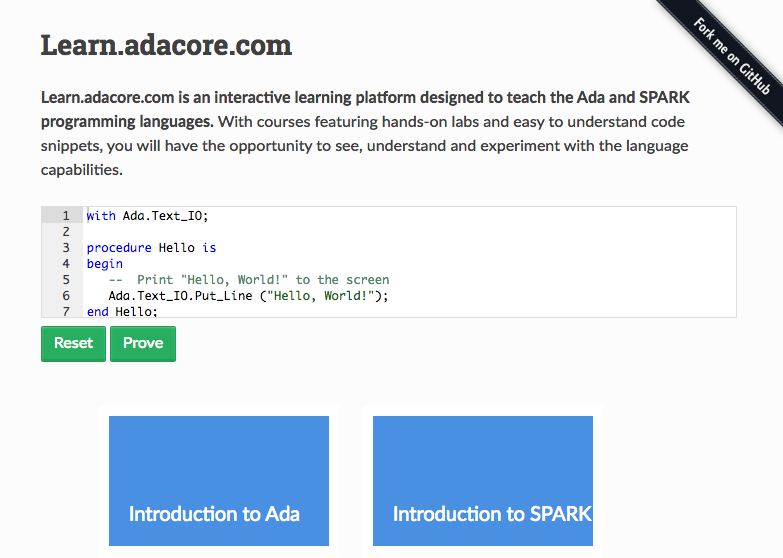 Fork me on GitHub
Learn.adacore.com
Learn.adacore.com is an interactive learning platform designed to teach the Ada and SPARK
programming languages. With courses featuring hands-on labs and easy to understand code
snippets, you will have the opportunity to see, understand and experiment with the language
capabilities.
1 with Ada.Text_IO;
2
3 procedure Hello is
4 begin
5    --  Print "Hello, World!" to the screen
6    Ada.Text_IO.Put_Line ("Hello, World!");
7 end Hello;
Reset Prove
Introduction to Ada
Introduction to SPARK